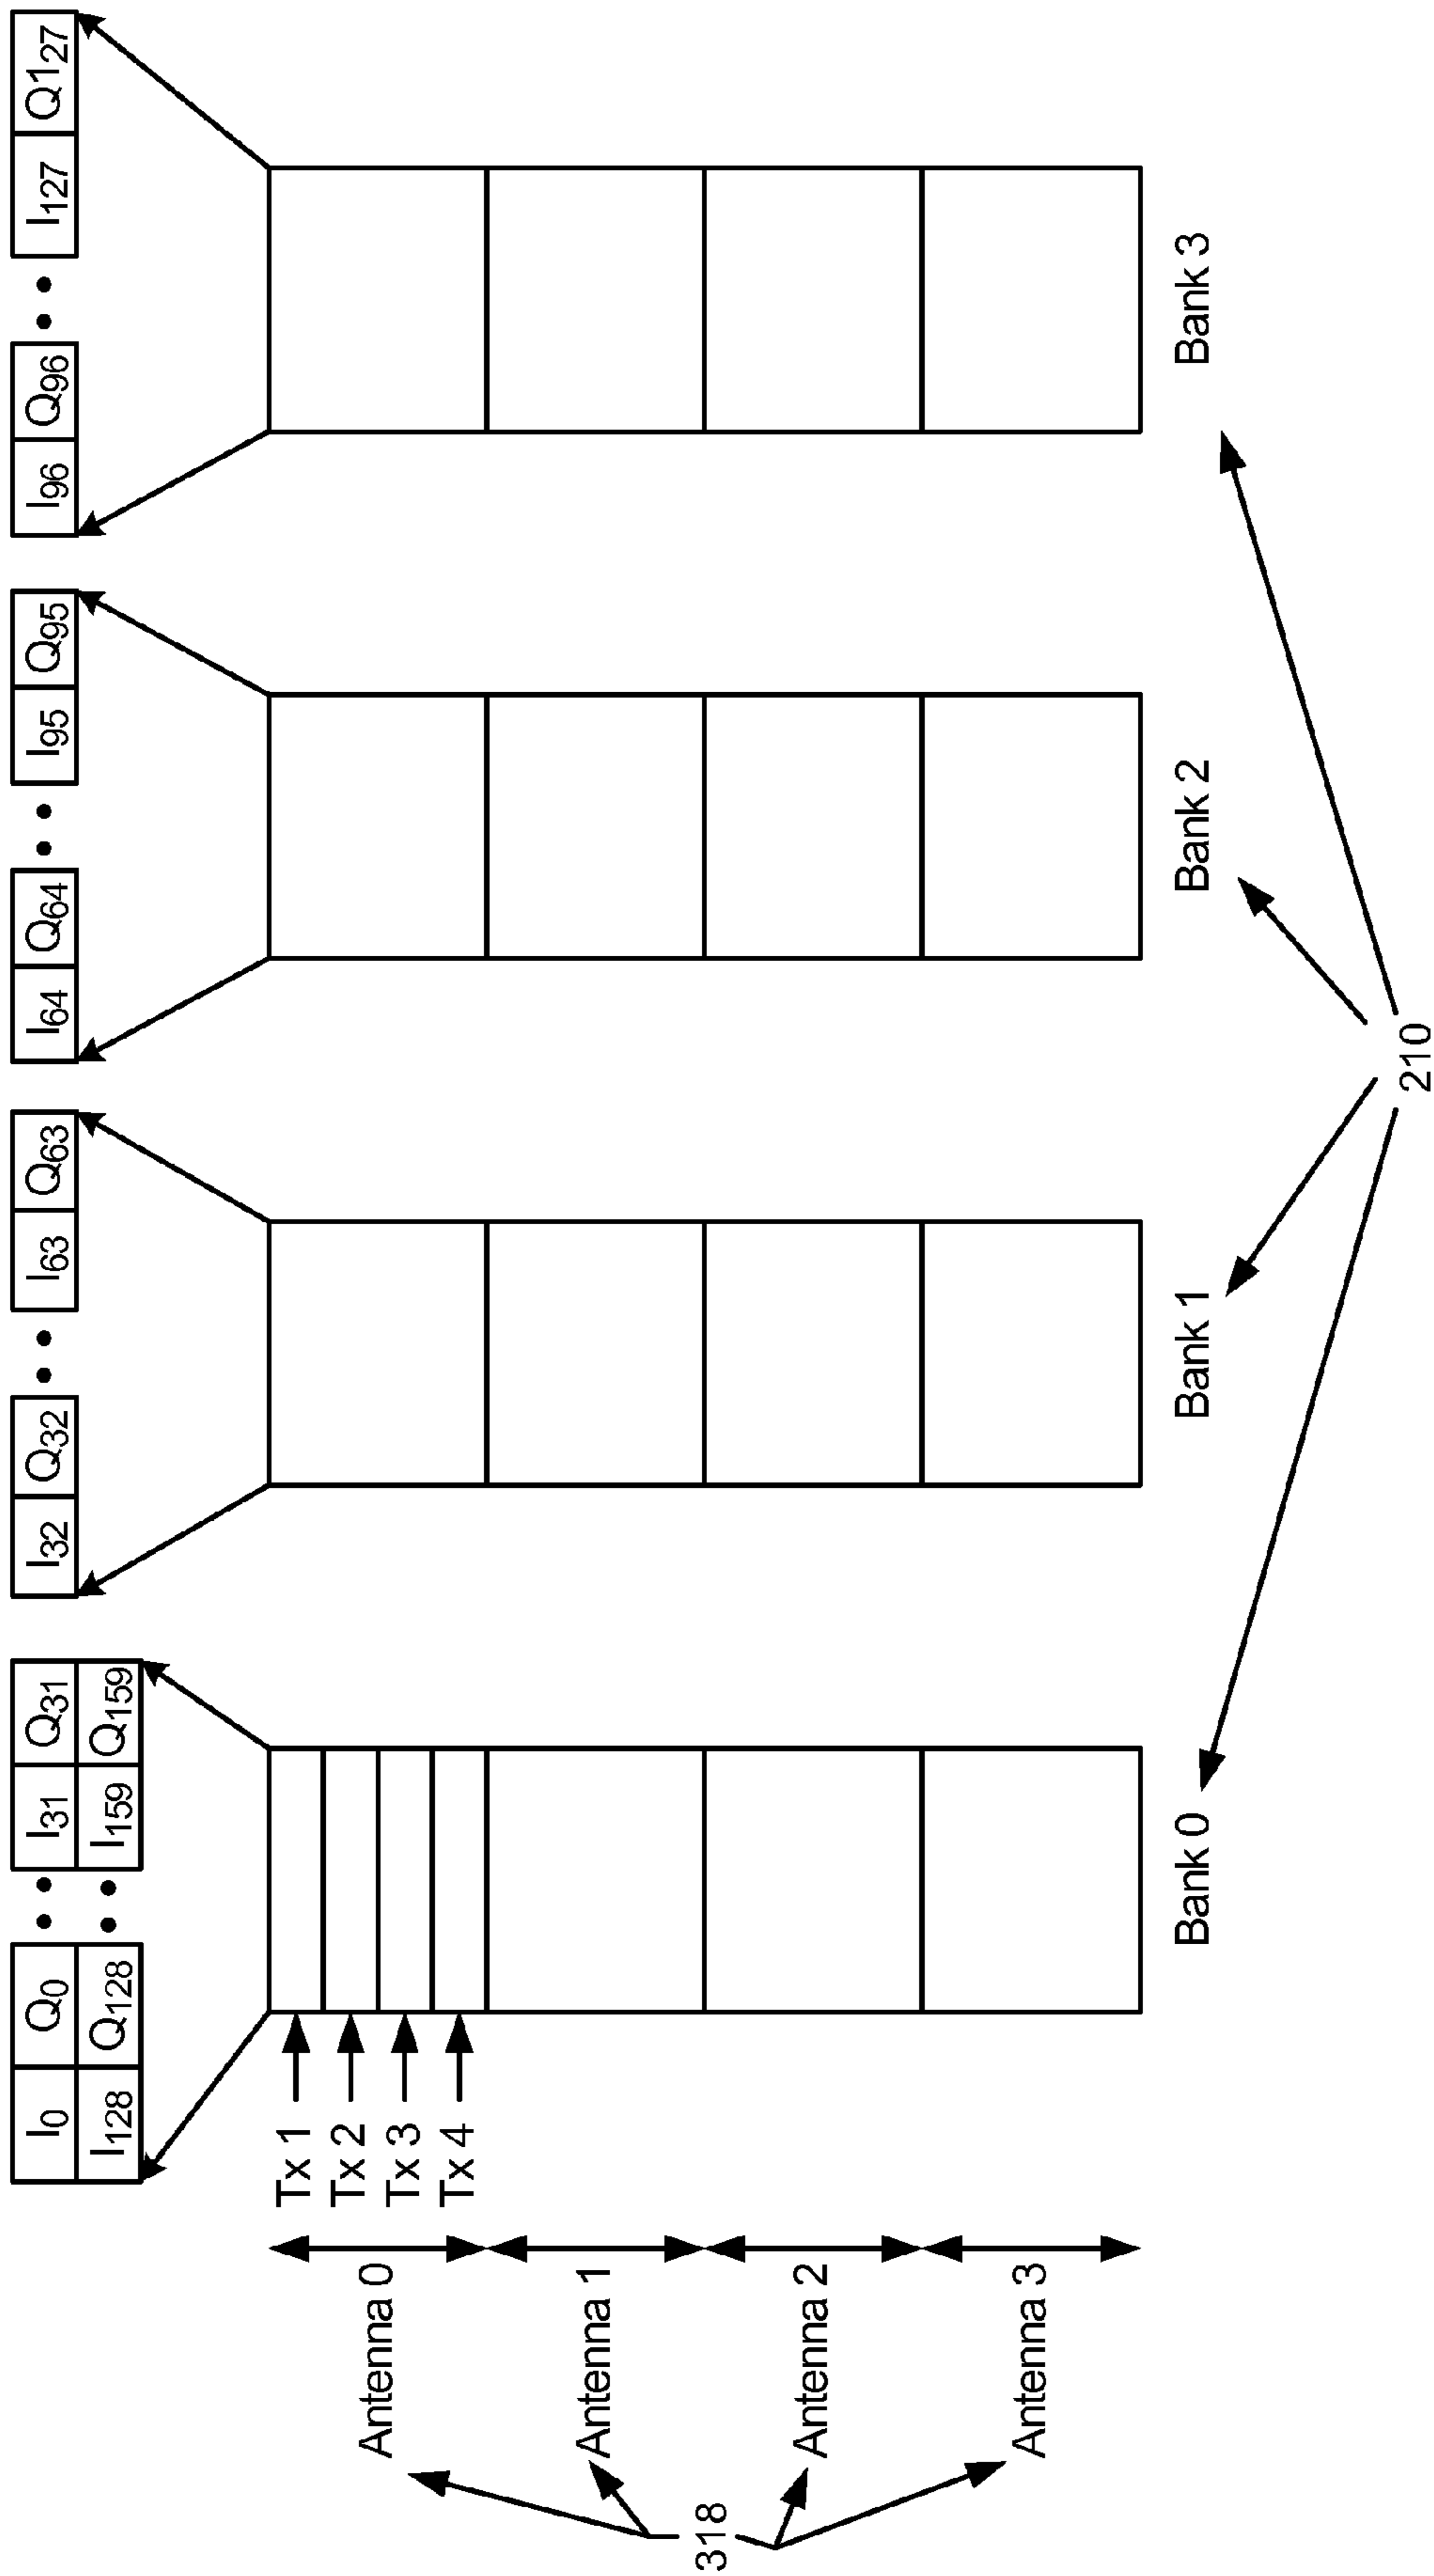 I0 Q0 •• I31 Q31
I128 Q128 •• I159 Q159
I32 Q32 •• I63 Q63
I64 Q64 •• I95 Q95
I96 Q96 •• I127 Q127
Tx 1
Tx 2
Tx 3
Tx 4
Antenna 0
Antenna 1
Antenna 2
Antenna 3
318
Bank 0
Bank 1
Bank 2
Bank 3
210